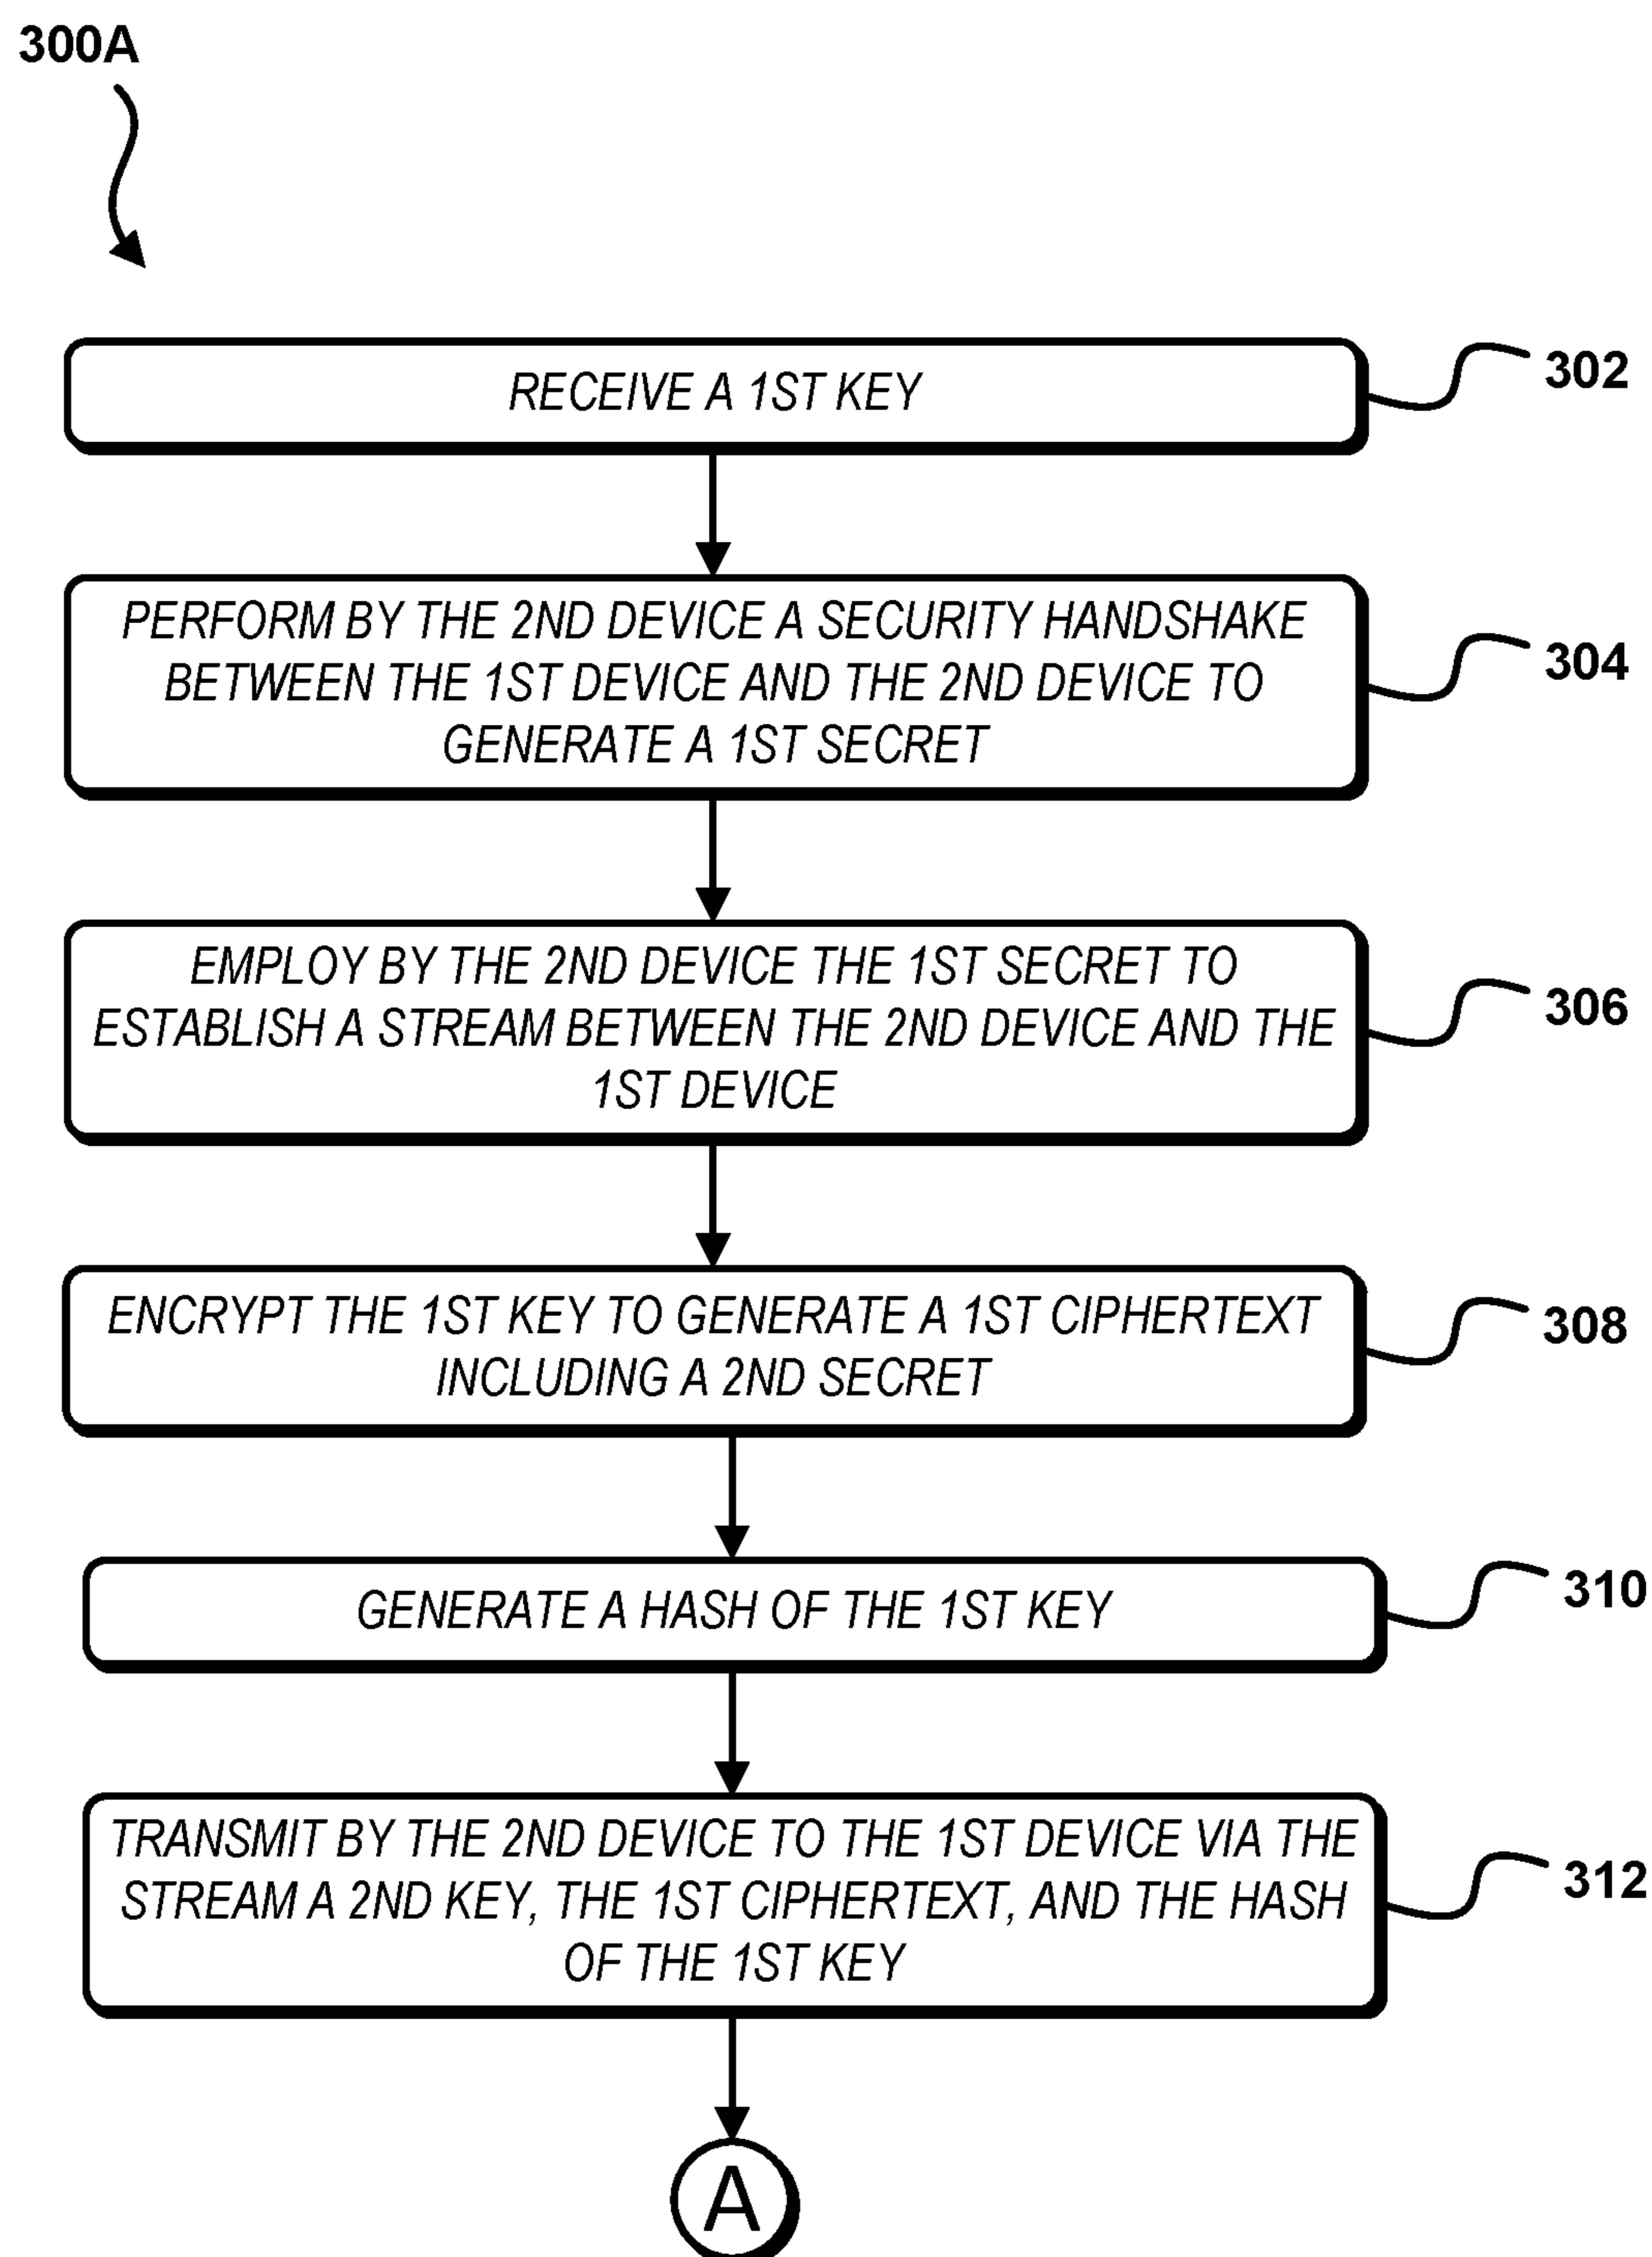 300A
RECEIVE A 1ST KEY
302
PERFORM BY THE 2ND DEVICE A SECURITY HANDSHAKE
BETWEEN THE 1ST DEVICE AND THE 2ND DEVICE TO
GENERATE A 1ST SECRET
304
EMPLOY BY THE 2ND DEVICE THE 1ST SECRET TO
ESTABLISH A STREAM BETWEEN THE 2ND DEVICE AND THE
1ST DEVICE
306
ENCRYPT THE 1ST KEY TO GENERATE A 1ST CIPHERTEXT
INCLUDING A 2ND SECRET
308
GENERATE A HASH OF THE 1ST KEY
310
TRANSMIT BY THE 2ND DEVICE TO THE 1ST DEVICE VIA THE
STREAM A 2ND KEY, THE 1ST CIPHERTEXT, AND THE HASH
OF THE 1ST KEY
312
A